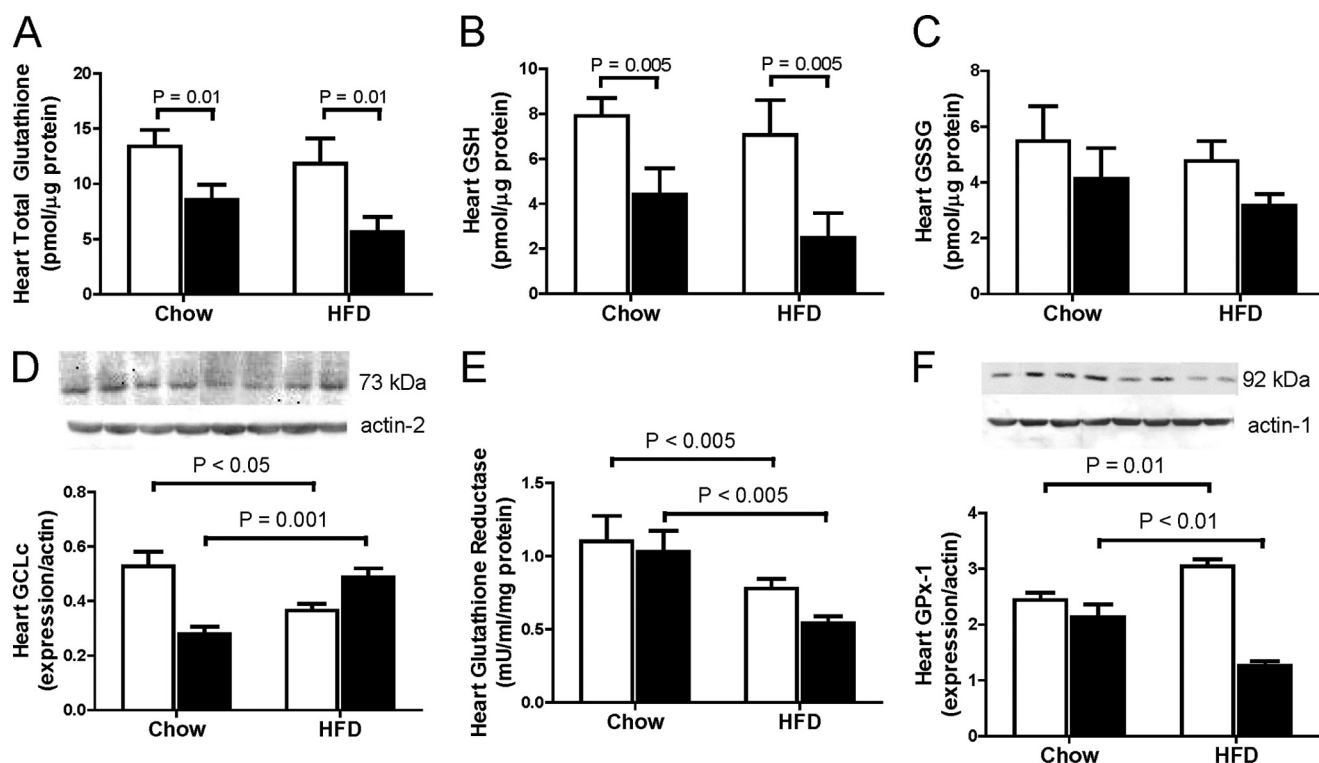 A
Heart Total Glutathione
(pmol/μg protein)
20
15
10
5
0
P = 0.01
P = 0.01
Chow
HFD
B
Heart GSH
(pmol/μg protein)
10
8
6
4
2
0
P = 0.005
P = 0.005
Chow
HFD
C
Heart GSSG
(pmol/μg protein)
8
6
4
2
0
Chow
HFD
D
73 kDa
actin-2
P < 0.05
P = 0.001
Heart GCLc
(expression/actin)
0.8
0.6
0.4
0.2
0.0
Chow
HFD
E
P < 0.005
P < 0.005
Heart Glutathione Reductase
(mU/ml/mg protein)
1.5
1.0
0.5
0.0
Chow
HFD
F
92 kDa
actin-1
P = 0.01
P < 0.01
Heart GPx-1
(expression/actin)
4
3
2
1
0
Chow
HFD